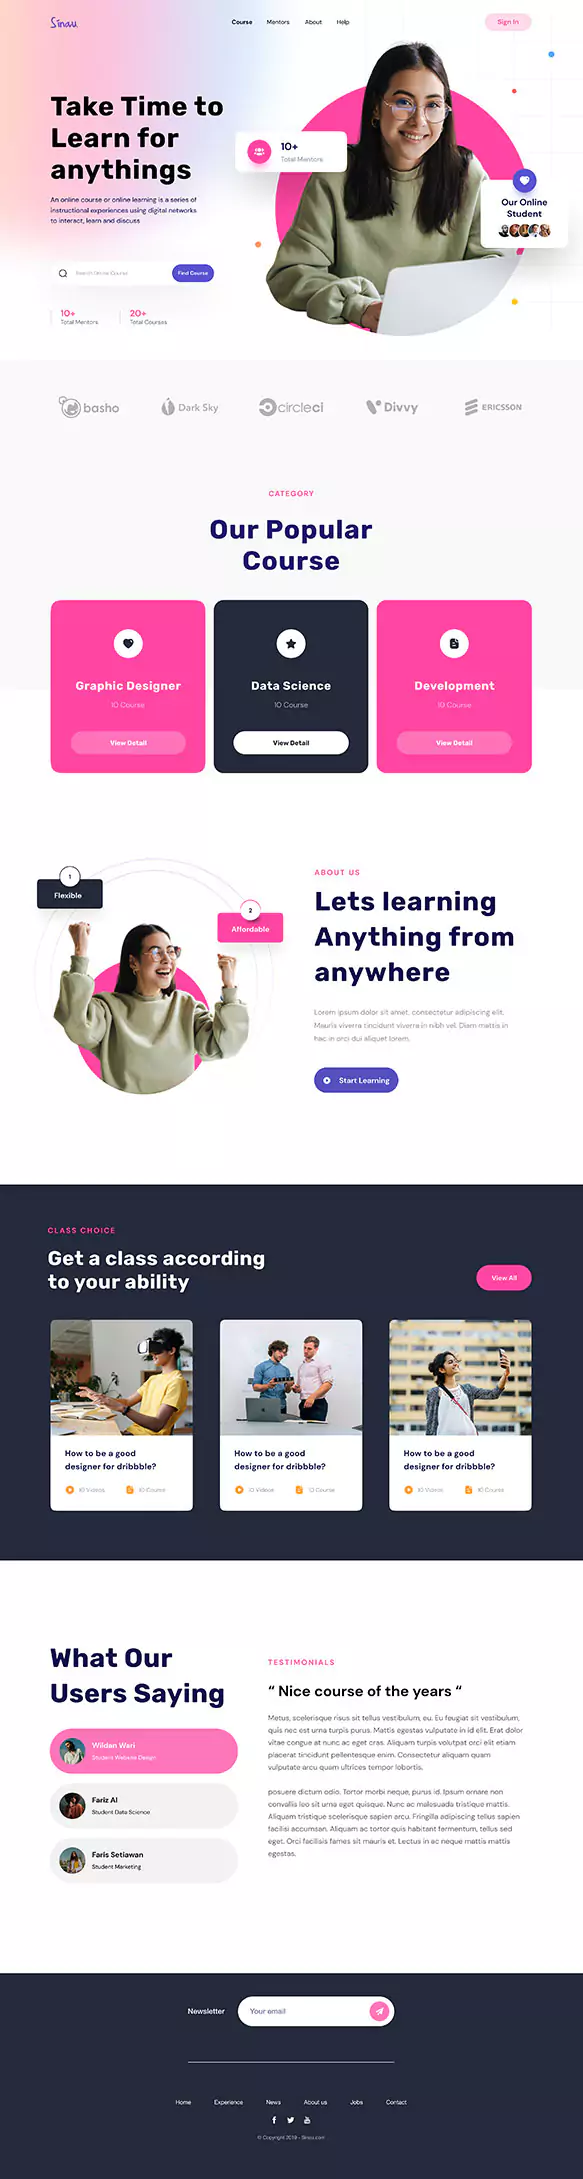 Sinau
Course Mentors About Help
Sign In
Take Time to
Learn for
anythings
An online course or online learning is a series of
instructional experiences using digital networks
to interact, learn and discuss
Search Online Course
Find Course
10+
Total Mentors
20+
Total Courses
10+
Total Mentors
Our Online
Student
basho
Dark Sky
circleci
Divvy
ERICSSON
CATEGORY
Our Popular
Course
Graphic Designer
10 Course
View Detail
Data Science
10 Course
View Detail
Development
10 Course
View Detail
1
Flexible
2
Affordable
ABOUT US
Lets learning
Anything from
anywhere
Lorem ipsum dolor sit amet, consectetur adipiscing elit.
Mauris viverra tincidunt viverra in nibh vel. Diam mattis in
hac in orci dui aliquet lorem.
Start Learning
CLASS CHOICE
Get a class according
to your ability
View All
How to be a good
designer for dribbble?
10 Videos
10 Course
How to be a good
designer for dribbble?
10 Videos
12 Course
How to be a good
designer for dribbble?
10 Videos
10 Course
What Our
Users Saying
Wildan Wari
Student Website Design
Fariz Al
Student Data Science
Faris Setiawan
Student Marketing
TESTIMONIALS
“ Nice course of the years “
Metus, scelerisque risus sit tellus vestibulum, eu. Eu feugiat sit vestibulum,
quis nec est urna turpis purus. Mattis egestas vulputate in id elit. Erat dolor
vitae congue at nunc ac eget cras. Aliquam turpis volutpat orci elit etiam
placerat tincidunt pellentesque enim. Consectetur aliquam quam
vulputate arcu quam ultrices tempor lobortis.
posuere dictum odio. Tortor morbi neque, purus id. Ipsum ornare non
convallis leo sit urna eget quisque. Nunc ac malesuada tristique mattis.
Aliquam tristique scelerisque sapien arcu. Fringilla adipiscing tellus sapien
facilisi accumsan. Aliquam ac tortor quis habitant fermentum, tellus sed
eget. Orci facilisis fames sit mauris et. Lectus in ac neque mattis mattis
egestas.
Newsletter
Your email
Home Experience News About us Jobs Contact
© Copyright 2019 - Sinau.com